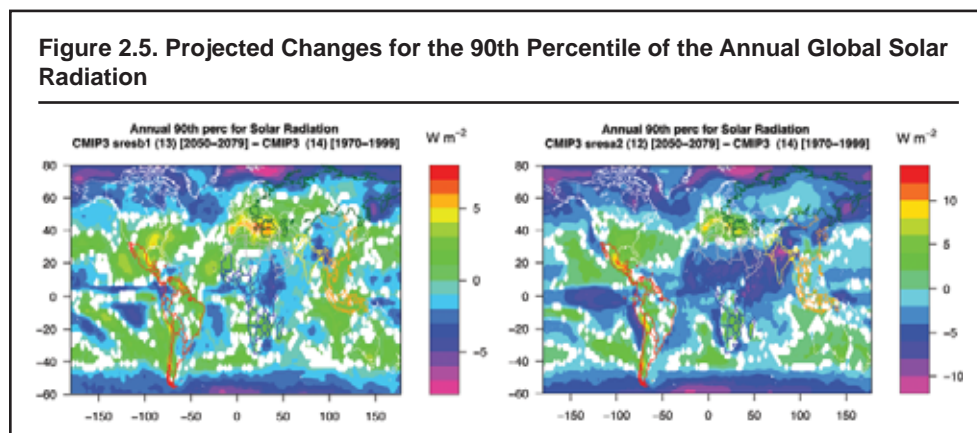 Figure 2.5. Projected Changes for the 90th Percentile of the Annual Global Solar
Radiation
Annual 90th perc for Solar Radiation
CMIP3 sresb1 (13) [2050–2079] – CMIP3 (14) [1970–1999]
W m⁻²
80
60
40
20
0
−20
−40
−60
−150 −100 −50 0 50 100 150
5
0
−5
Annual 90th perc for Solar Radiation
CMIP3 sresa2 (12) [2050–2079] – CMIP3 (14) [1970–1999]
W m⁻²
80
60
40
20
0
−20
−40
−60
−150 −100 −50 0 50 100 150
10
5
0
−5
−10